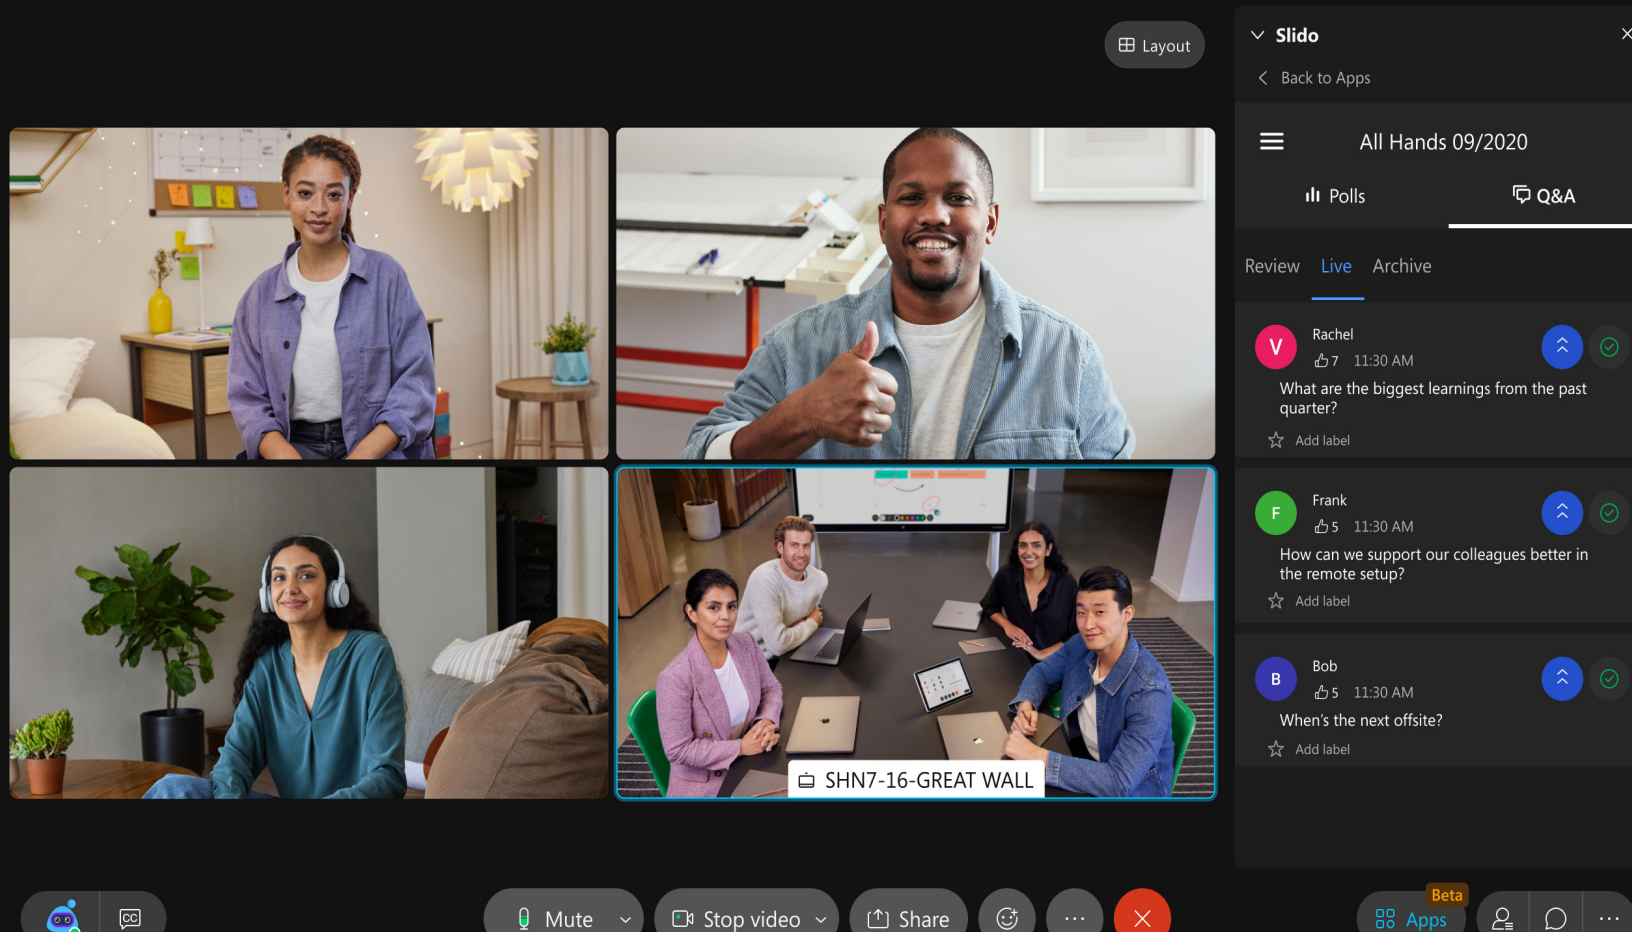 Layout
Slido
Back to Apps
All Hands 09/2020
Polls
Q&A
Review
Live
Archive
V
Rachel
7
11:30 AM
What are the biggest learnings from the past
quarter?
Add label
F
Frank
5
11:30 AM
How can we support our colleagues better in
the remote setup?
Add label
B
Bob
5
11:30 AM
When's the next offsite?
Add label
SHN7-16-GREAT WALL
CC
Mute
Stop video
Share
Beta
Apps